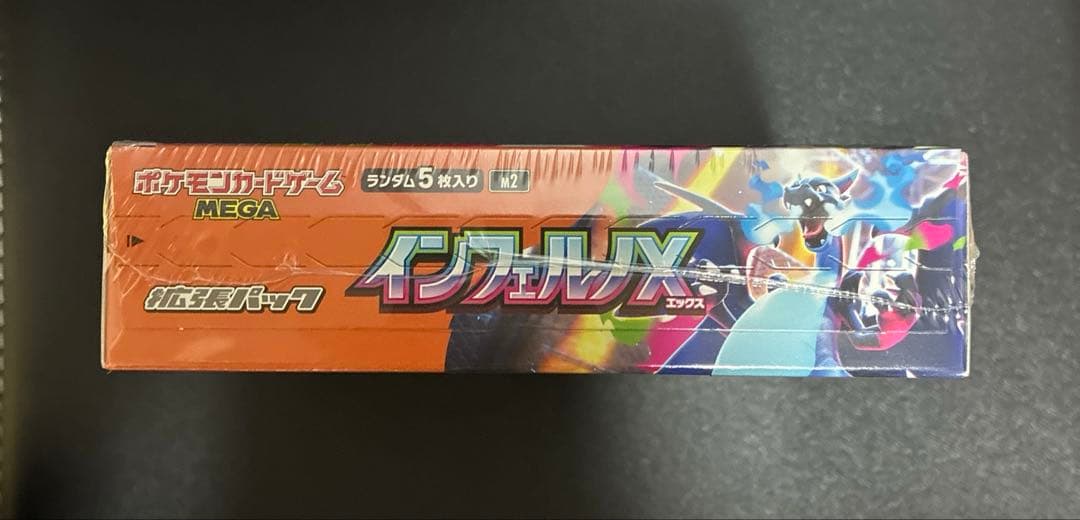 ポケモンカードゲーム
MEGA
ランダム5枚入り
M2
拡張パック
インフェルノX
エックス